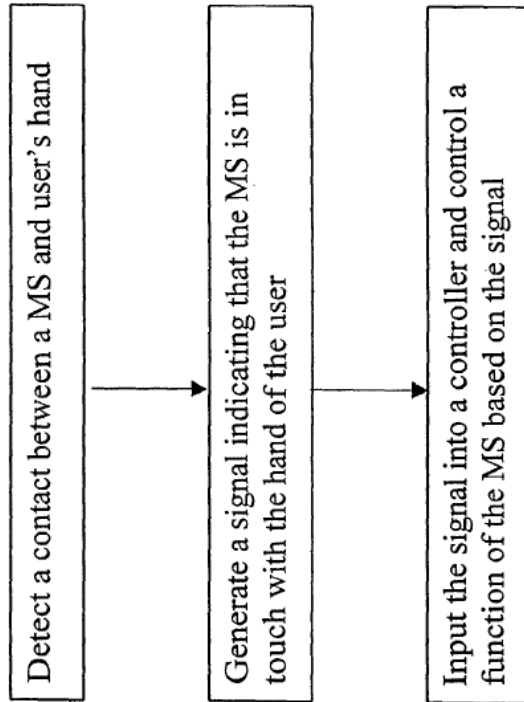 Detect a contact between a MS and user's hand
Generate a signal indicating that the MS is in
touch with the hand of the user
Input the signal into a controller and control a
function of the MS based on the signal